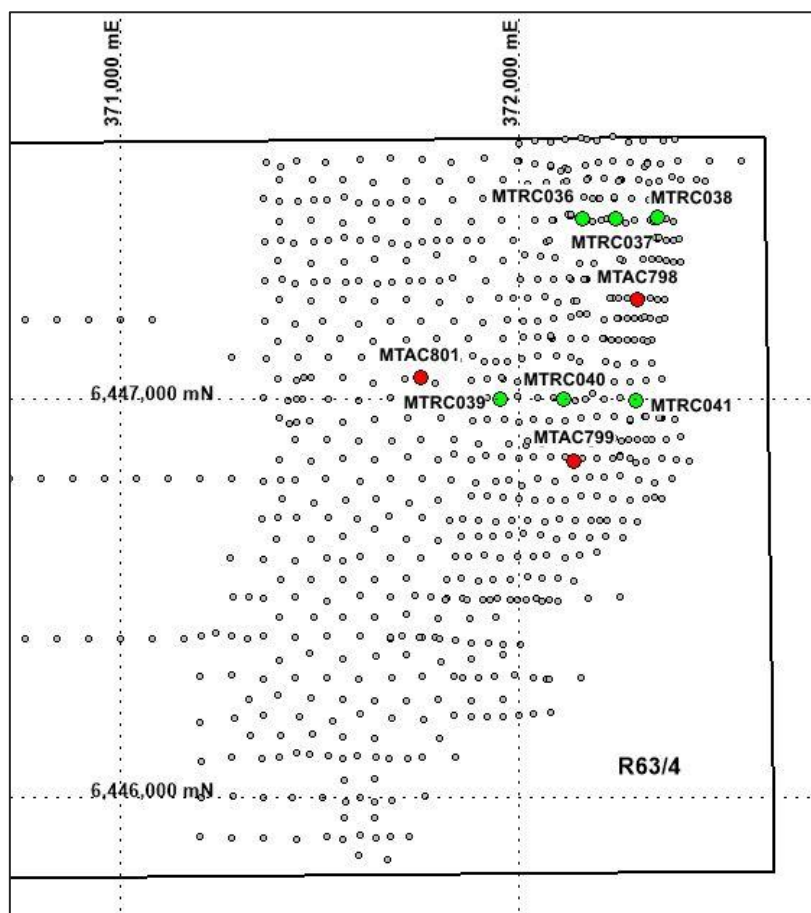 371,000 mE
372,000 mE
MTRC036
MTRC038
MTRC037
MTAC798
MTAC801
6,447,000 mN
MTRC040
MTRC039
MTRC041
MTAC799
R63/4
6,446,000 mN